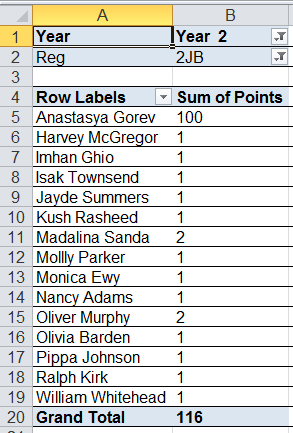 A B
1 Year Year 2
2 Reg 2JB
3
4 Row Labels Sum of Points
5 Anastasya Gorev 100
6 Harvey McGregor 1
7 Imhan Ghio 1
8 Isak Townsend 1
9 Jayde Summers 1
10 Kush Rasheed 1
11 Madalina Sanda 2
12 Mollly Parker 1
13 Monica Ewy 1
14 Nancy Adams 1
15 Oliver Murphy 2
16 Olivia Barden 1
17 Pippa Johnson 1
18 Ralph Kirk 1
19 William Whitehead 1
20 Grand Total 116